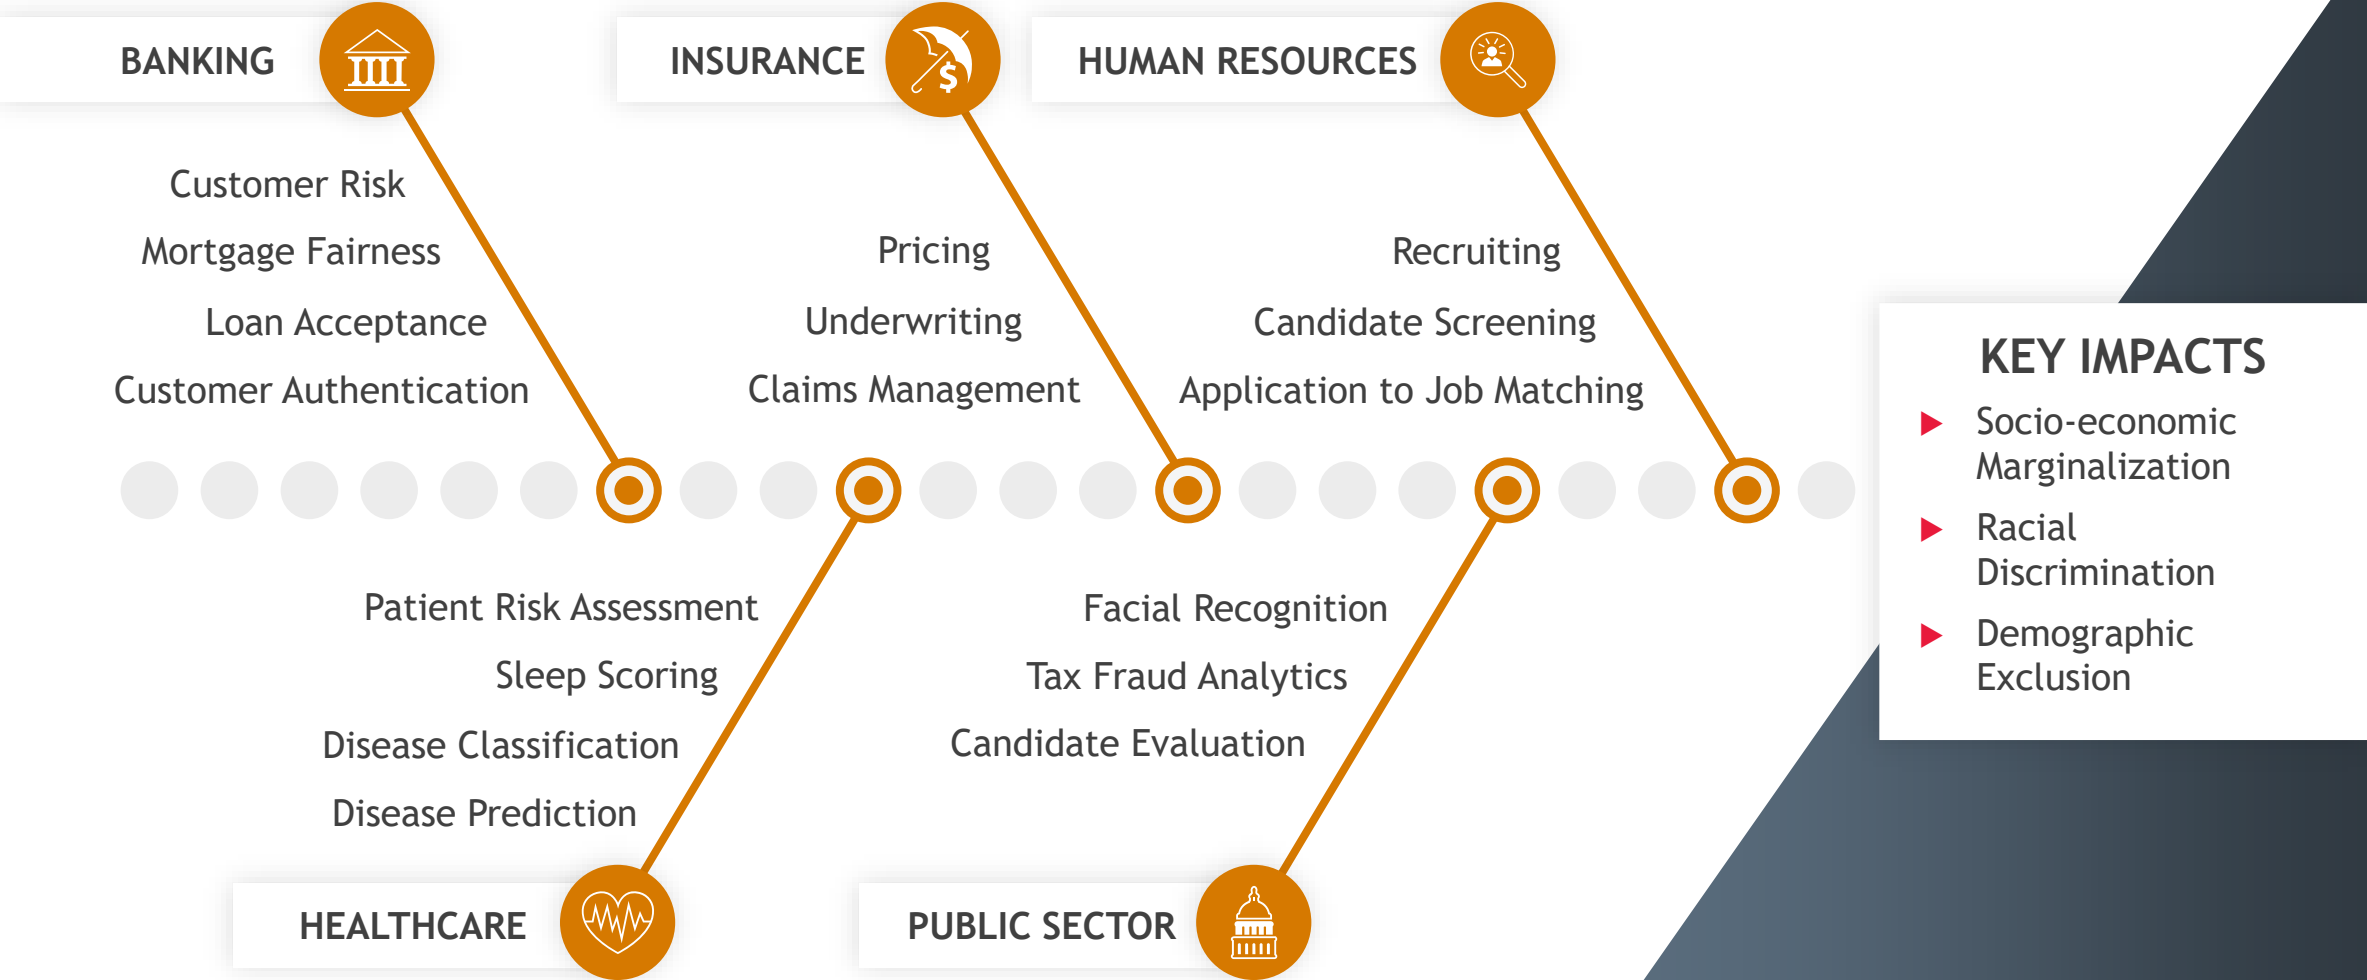 BANKING
Customer Risk
Mortgage Fairness
Loan Acceptance
Customer Authentication
INSURANCE
$
Pricing
Underwriting
Claims Management
HUMAN RESOURCES
Recruiting
Candidate Screening
Application to Job Matching
Patient Risk Assessment
Sleep Scoring
Disease Classification
Disease Prediction
HEALTHCARE
Facial Recognition
Tax Fraud Analytics
Candidate Evaluation
PUBLIC SECTOR
KEY IMPACTS
Socio-economic
Marginalization
Racial
Discrimination
Demographic
Exclusion